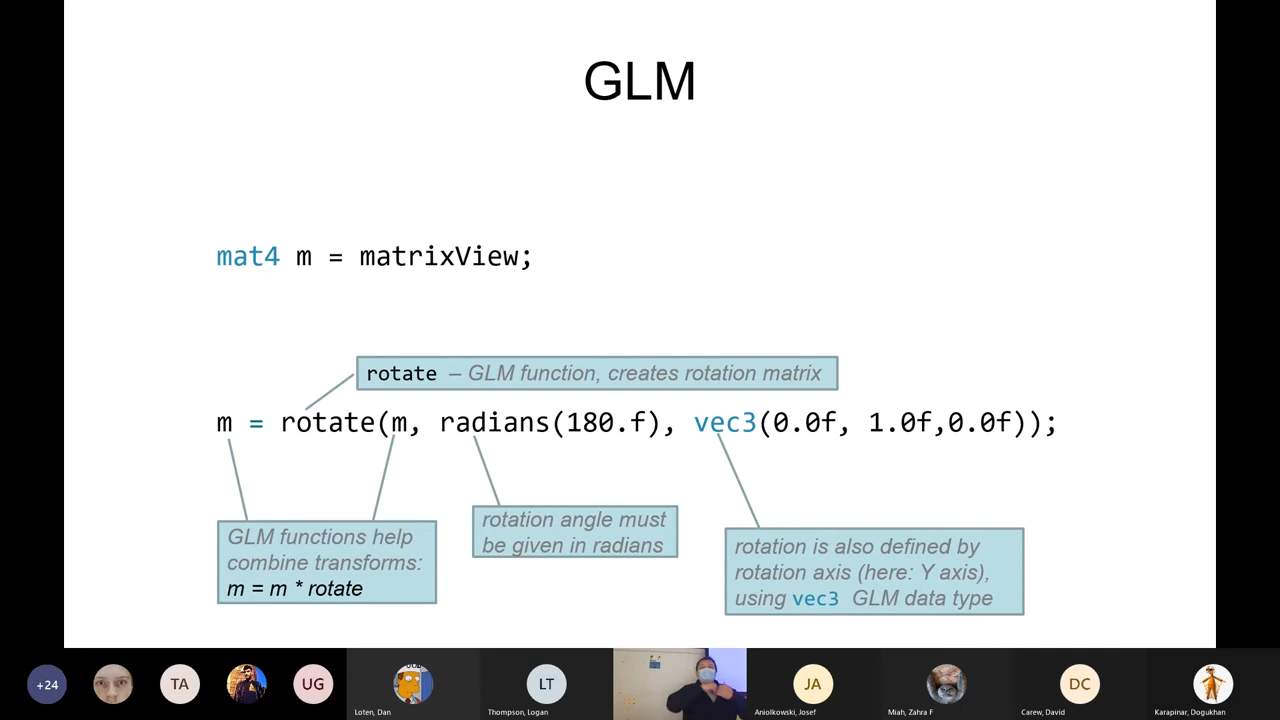 GLM
mat4 m = matrixView;
rotate – GLM function, creates rotation matrix
m = rotate(m, radians(180.f), vec3(0.0f, 1.0f,0.0f));
GLM functions help
combine transforms:
m = m * rotate
rotation angle must
be given in radians
rotation is also defined by
rotation axis (here: Y axis),
using vec3 GLM data type
+24
TA
UG
LT
JA
DC
Loten, Dan
Thompson, Logan
Aniolkowski, Josef
Miah, Zahra F
Carew, David
Karapinar, Dogukhan